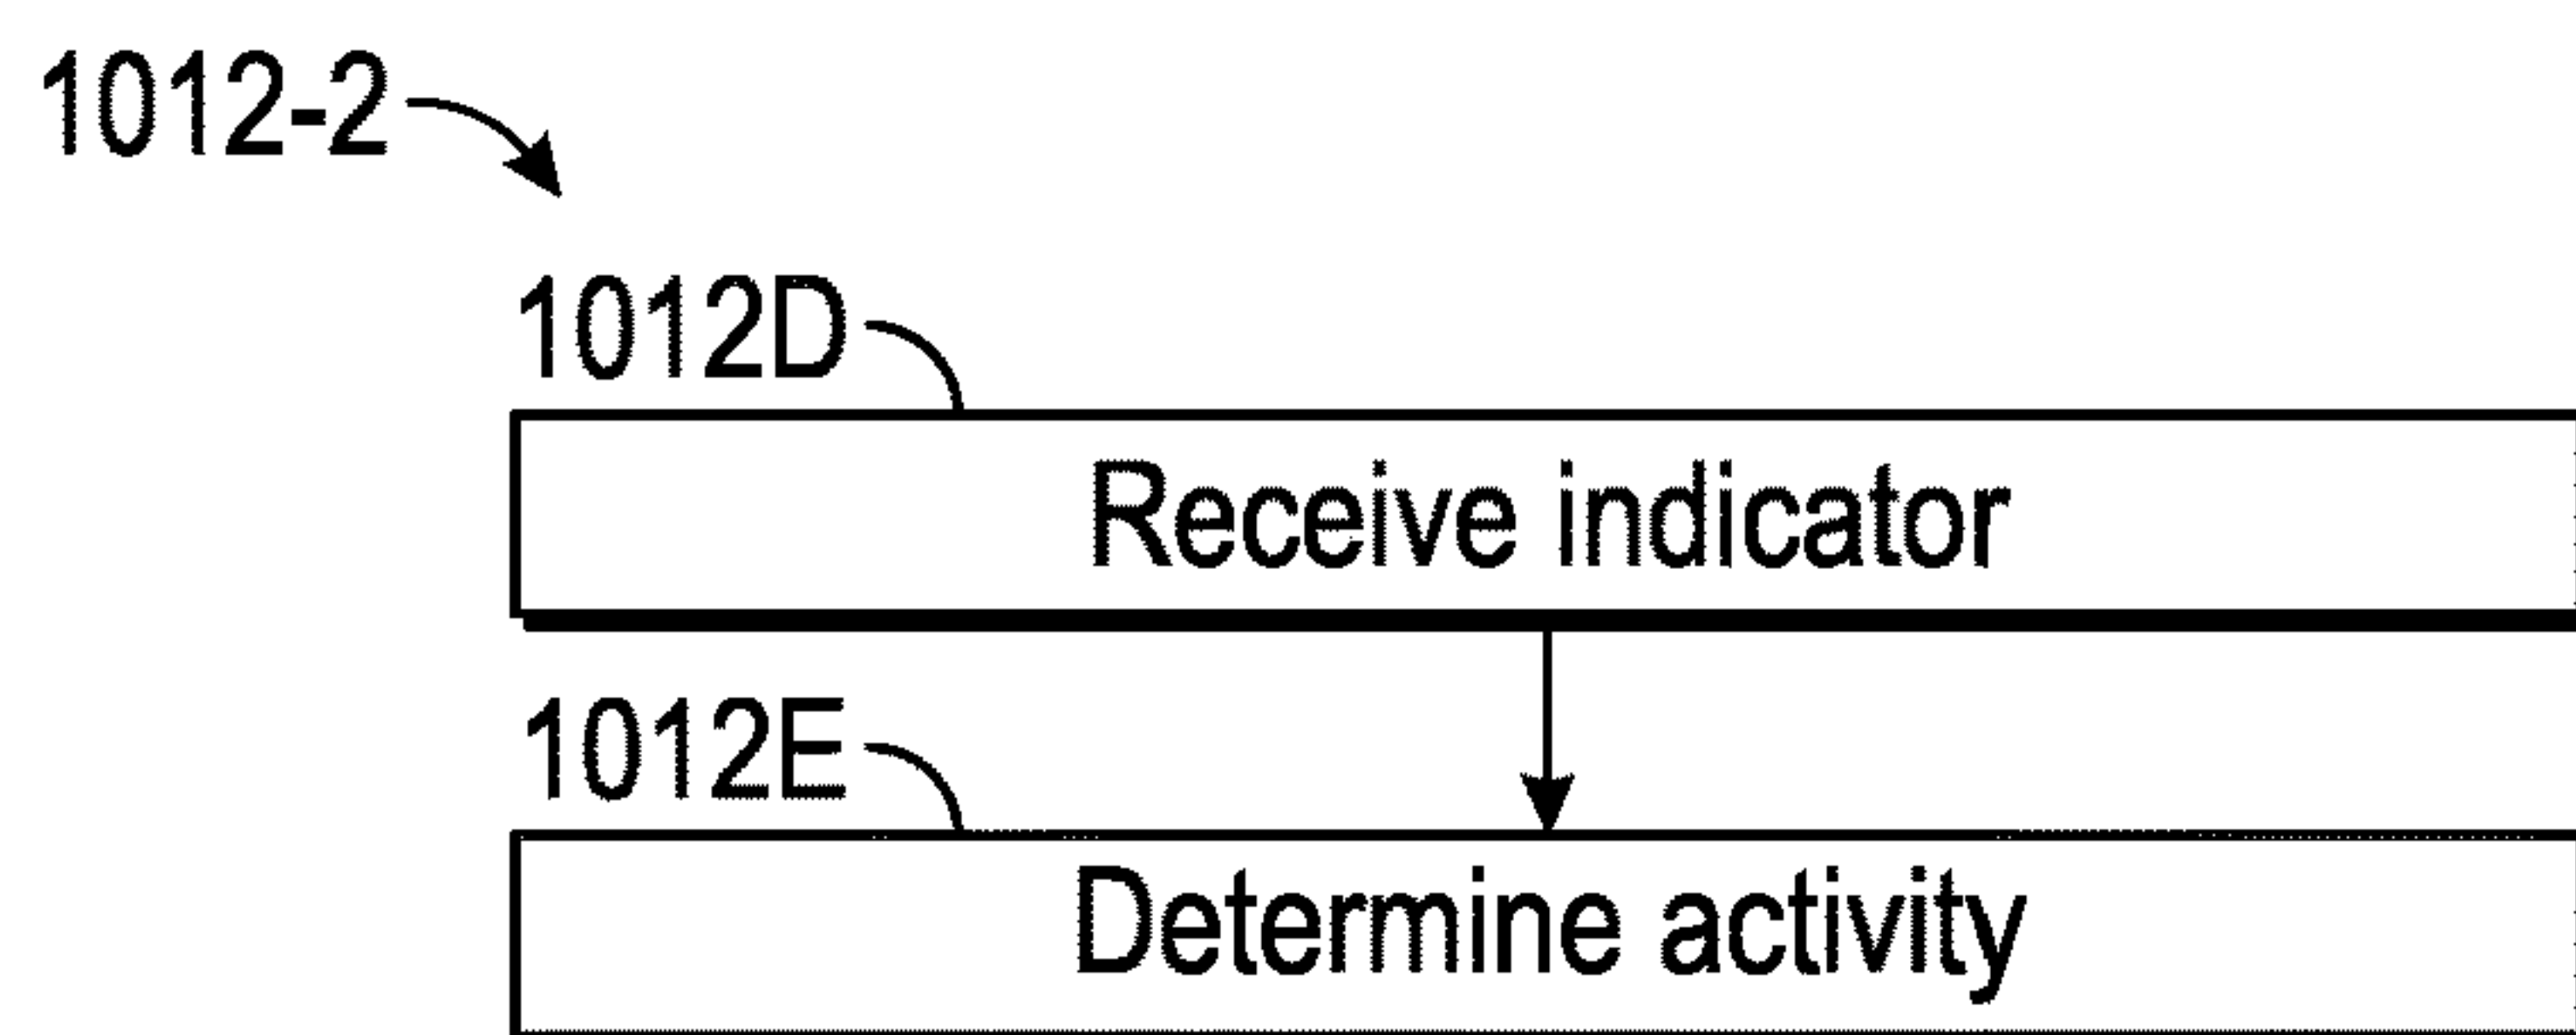 1012-2
1012D
Receive indicator
1012E
Determine activity